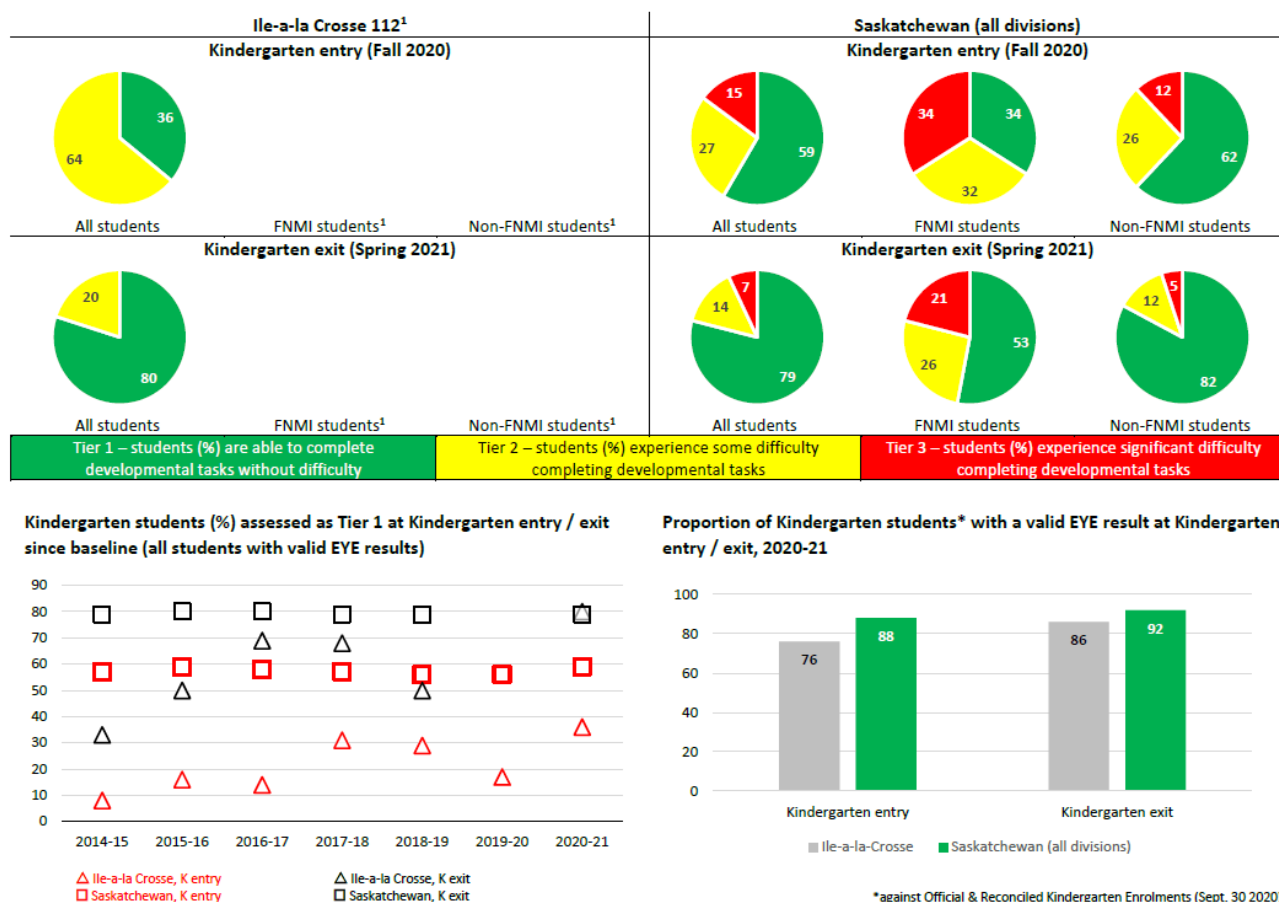 Ile-a-la Crosse 112¹
Saskatchewan (all divisions)
Kindergarten entry (Fall 2020)
Kindergarten entry (Fall 2020)
36
64
15
27
59
34
34
32
12
26
62
All students
FNMI students¹
Non-FNMI students¹
All students
FNMI students
Non-FNMI students
Kindergarten exit (Spring 2021)
Kindergarten exit (Spring 2021)
20
80
7
14
79
21
26
53
5
12
82
All students
FNMI students¹
Non-FNMI students¹
All students
FNMI students
Non-FNMI students
Tier 1 – students (%) are able to complete
developmental tasks without difficulty
Tier 2 – students (%) experience some difficulty
completing developmental tasks
Tier 3 – students (%) experience significant difficulty
completing developmental tasks
Kindergarten students (%) assessed as Tier 1 at Kindergarten entry / exit
since baseline (all students with valid EYE results)
90
80
70
60
50
40
30
20
10
0
2014-15 2015-16 2016-17 2017-18 2018-19 2019-20 2020-21
Ile-a-la Crosse, K entry
Ile-a-la Crosse, K exit
Saskatchewan, K entry
Saskatchewan, K exit
Proportion of Kindergarten students* with a valid EYE result at Kindergarten
entry / exit, 2020-21
100
80
60
40
20
0
76
88
86
92
Kindergarten entry
Kindergarten exit
Ile-a-la-Crosse
Saskatchewan (all divisions)
*against Official & Reconciled Kindergarten Enrolments (Sept. 30 2020)